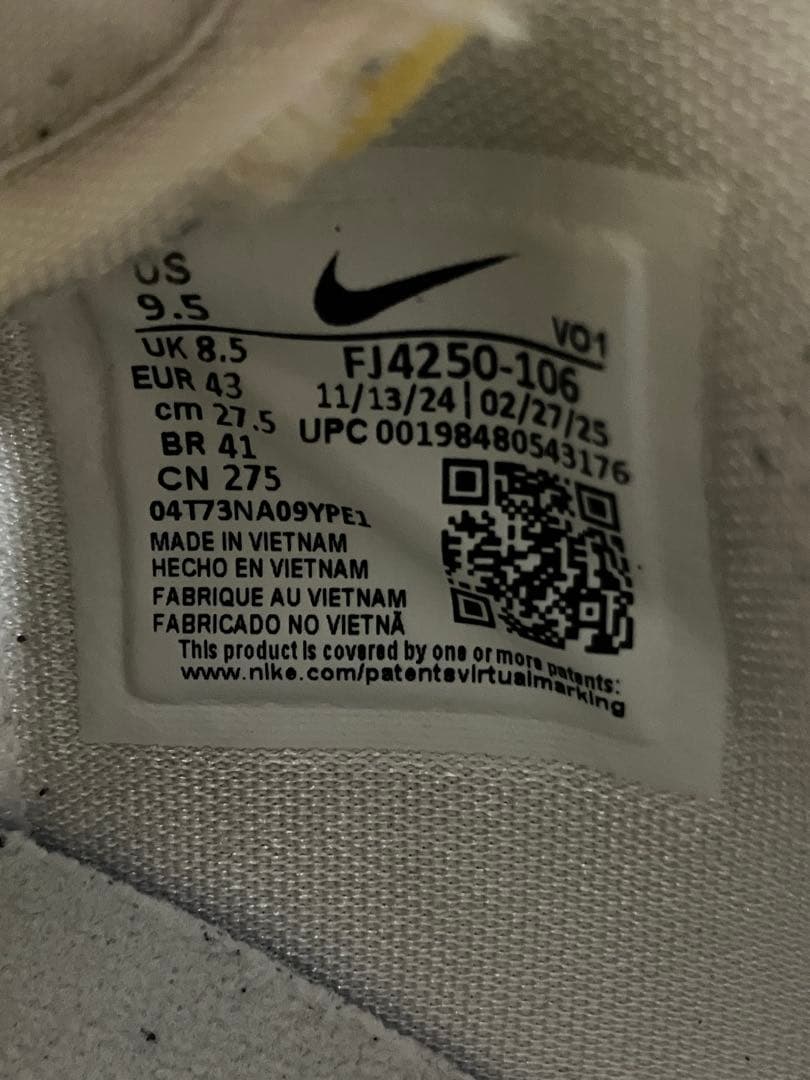 US
9.5
V01
UK 8.5
FJ4250-106
EUR 43
11/13/24 | 02/27/25
cm 27.5
UPC 00198480543176
BR 41
CN 275
04T73NA09YPE1
MADE IN VIETNAM
HECHO EN VIETNAM
FABRIQUE AU VIETNAM
FABRICADO NO VIETNÃ
This product is covered by one or more patents:
www.nike.com/patentsvirtualmarking